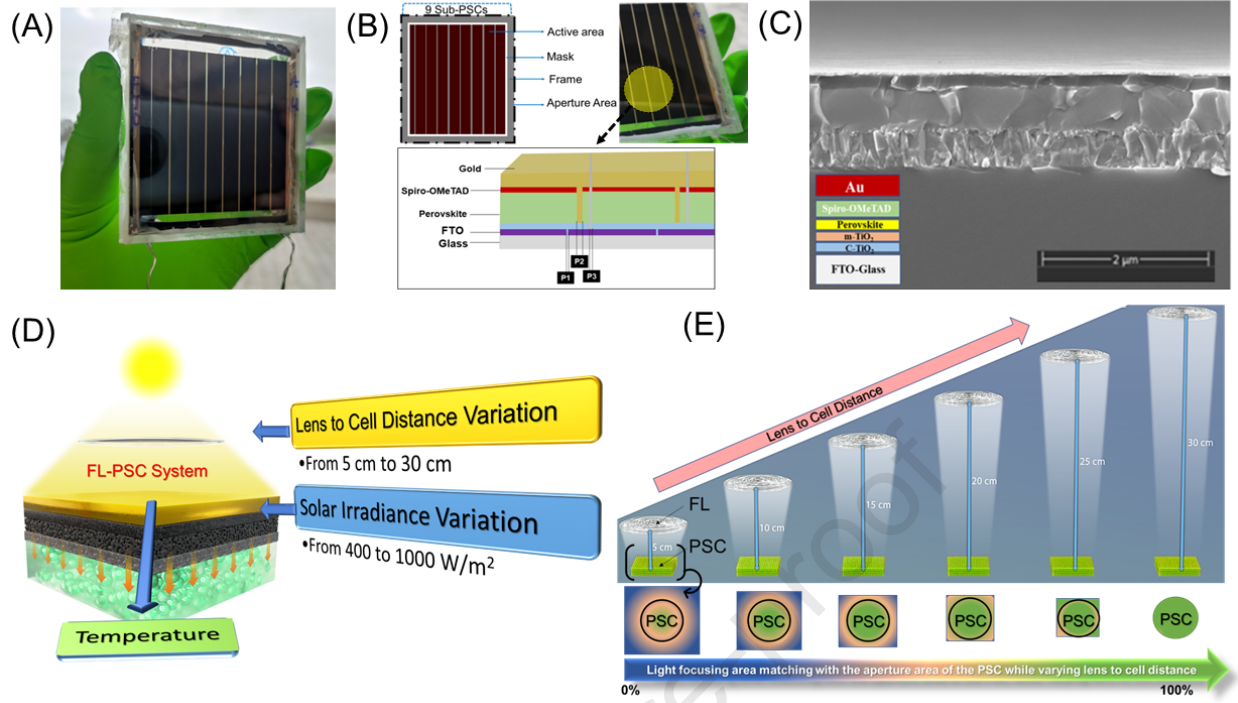 (A)
(B)
9 Sub-PSCs
Active area
Mask
Frame
Aperture Area
Gold
Spiro-OMeTAD
Perovskite
FTO
Glass
P1
P2
P3
(C)
Au
Spiro-OMeTAD
Perovskite
m-TiO₂
C-TiO₂
FTO-Glass
2 µm
(D)
FL-PSC System
Lens to Cell Distance Variation
•From 5 cm to 30 cm
Solar Irradiance Variation
•From 400 to 1000 W/m²
Temperature
(E)
Lens to Cell Distance
FL
PSC
5 cm
10 cm
15 cm
20 cm
25 cm
30 cm
PSC
PSC
PSC
PSC
PSC
PSC
Light focusing area matching with the aperture area of the PSC while varying lens to cell distance
0%
100%